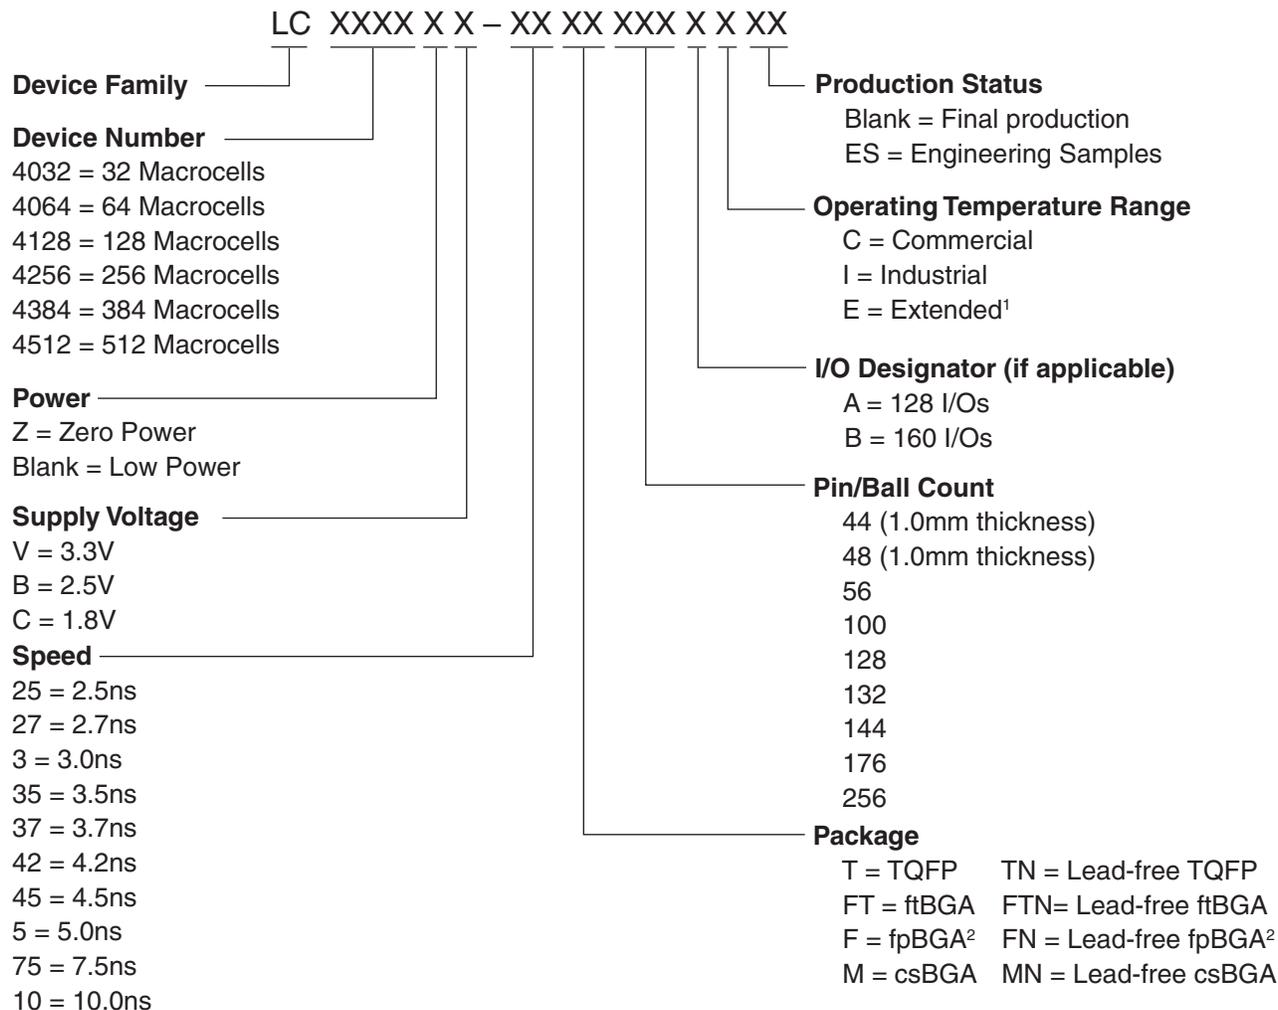 LC XXXX X X – XX XX XXX X X XX
Device Family
Device Number
4032 = 32 Macrocells
4064 = 64 Macrocells
4128 = 128 Macrocells
4256 = 256 Macrocells
4384 = 384 Macrocells
4512 = 512 Macrocells
Power
Z = Zero Power
Blank = Low Power
Supply Voltage
V = 3.3V
B = 2.5V
C = 1.8V
Speed
25 = 2.5ns
27 = 2.7ns
3 = 3.0ns
35 = 3.5ns
37 = 3.7ns
42 = 4.2ns
45 = 4.5ns
5 = 5.0ns
75 = 7.5ns
10 = 10.0ns
Production Status
Blank = Final production
ES = Engineering Samples
Operating Temperature Range
C = Commercial
I = Industrial
E = Extended¹
I/O Designator (if applicable)
A = 128 I/Os
B = 160 I/Os
Pin/Ball Count
44 (1.0mm thickness)
48 (1.0mm thickness)
56
100
128
132
144
176
256
Package
T = TQFP TN = Lead-free TQFP
FT = ftBGA FTN= Lead-free ftBGA
F = fpBGA² FN = Lead-free fpBGA²
M = csBGA MN = Lead-free csBGA